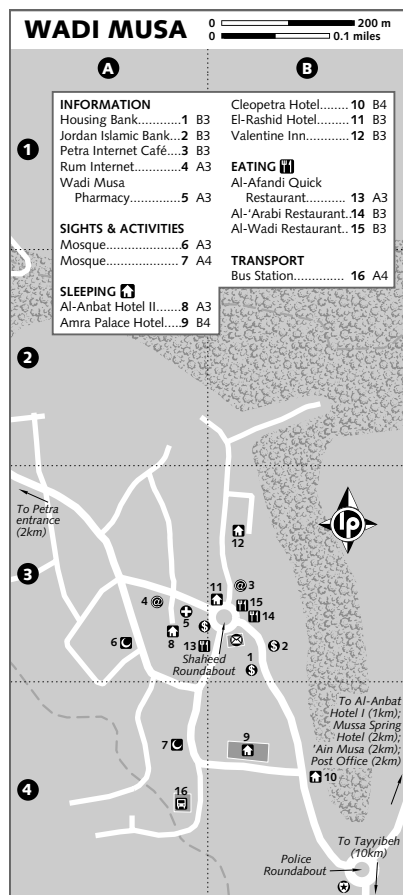 WADI MUSA
0 200 m
0 0.1 miles
A
B
INFORMATION
Housing Bank............1 B3
Jordan Islamic Bank..2 B3
Petra Internet Café....3 B3
Rum Internet.............4 A3
Wadi Musa
Pharmacy.............5 A3
SIGHTS & ACTIVITIES
Mosque.....................6 A3
Mosque.....................7 A4
SLEEPING
Al-Anbat Hotel II.......8 A3
Amra Palace Hotel.....9 B4
Cleopetra Hotel........ 10 B4
El-Rashid Hotel......... 11 B3
Valentine Inn............ 12 B3
EATING
Al-Afandi Quick
Restaurant........... 13 A3
Al-'Arabi Restaurant..14 B3
Al-Wadi Restaurant.. 15 B3
TRANSPORT
Bus Station.............. 16 A4
1
2
To Petra
entrance
(2km)
lp
12
3
11
3
4
15
5
14
6
8
13
2
Shaheed
Roundabout
1
To Al-Anbat
Hotel I (1km);
Mussa Spring
Hotel (2km);
'Ain Musa (2km);
Post Office (2km)
7
9
10
4
16
To Tayyibeh
(10km)
Police
Roundabout